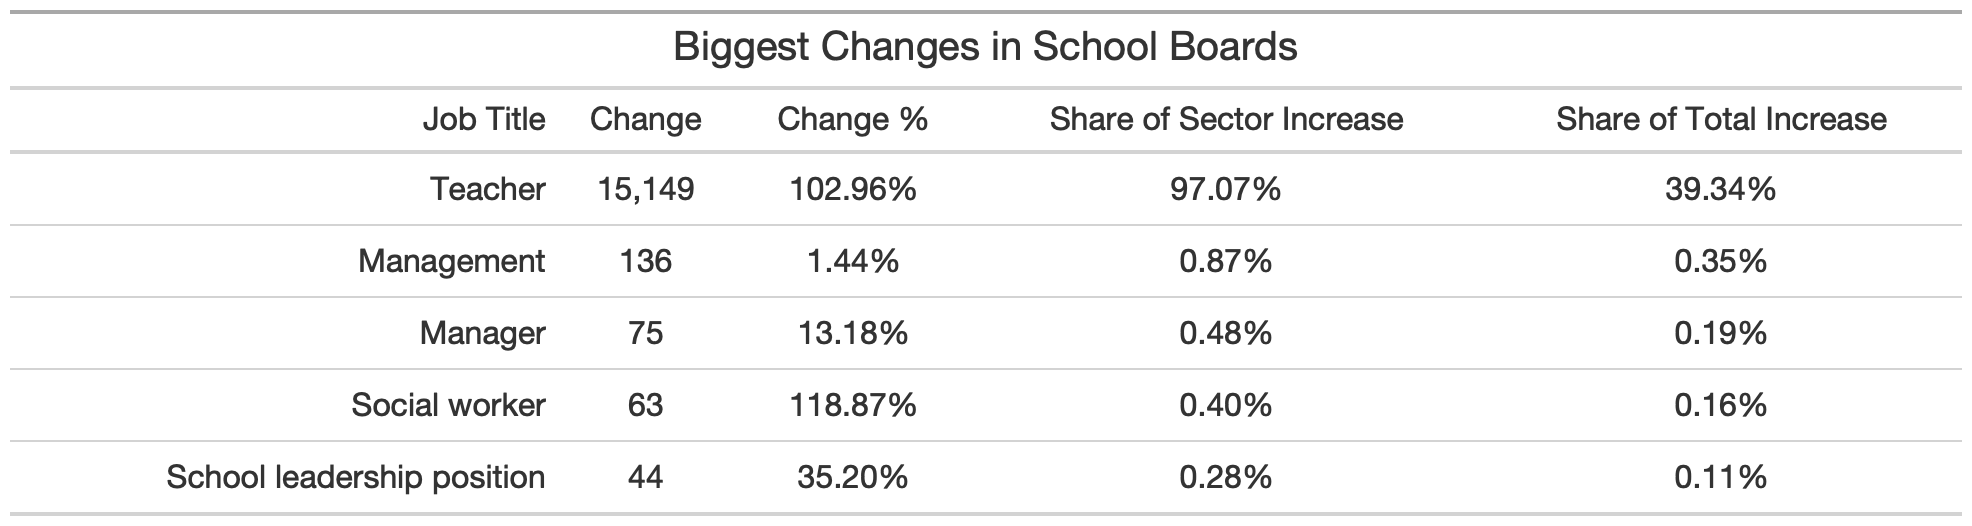 Biggest Changes in School Boards
Job Title Change Change % Share of Sector Increase Share of Total Increase
Teacher 15,149 102.96% 97.07% 39.34%
Management 136 1.44% 0.87% 0.35%
Manager 75 13.18% 0.48% 0.19%
Social worker 63 118.87% 0.40% 0.16%
School leadership position 44 35.20% 0.28% 0.11%